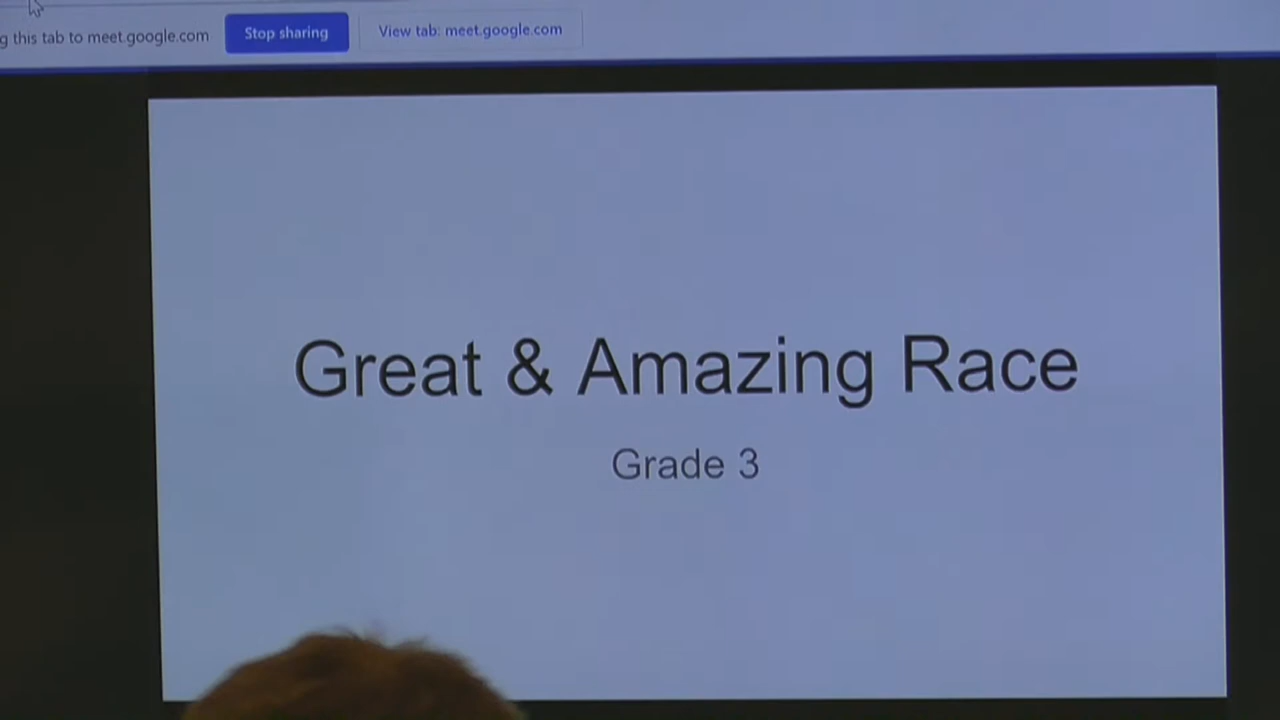 g this tab to meet.google.com
Stop sharing
View tab: meet.google.com
Great & Amazing Race
Grade 3